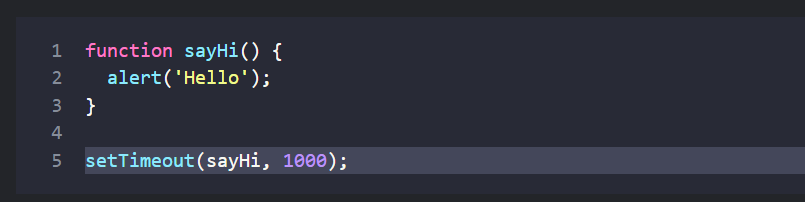 1 function sayHi() {
2   alert('Hello');
3 }
4
5 setTimeout(sayHi, 1000);